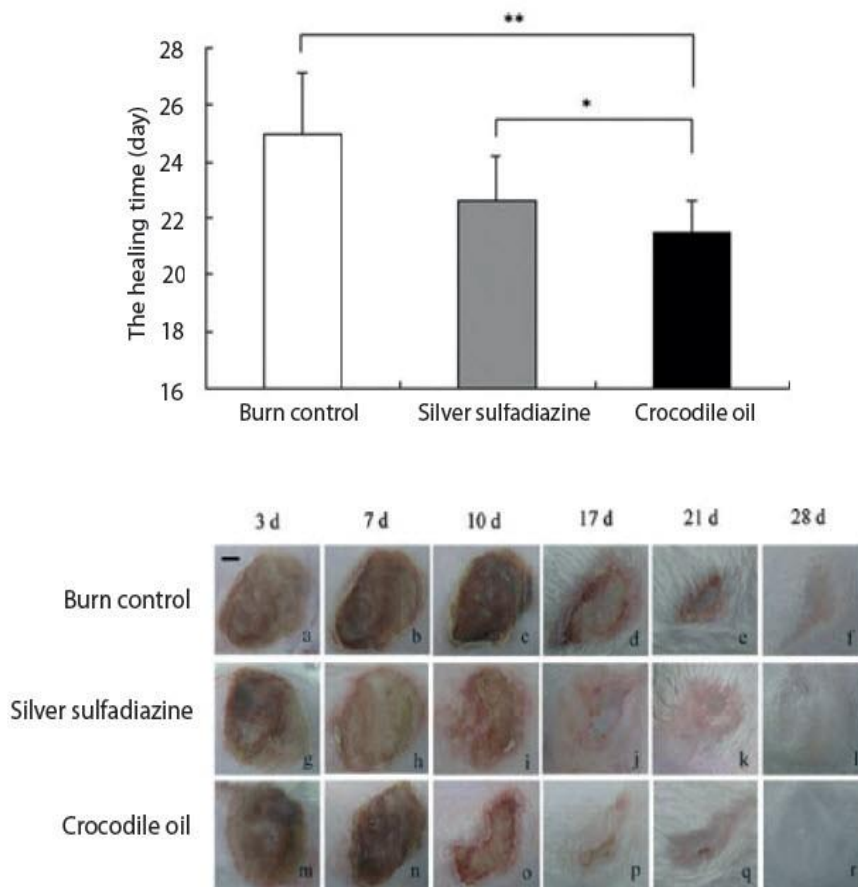 **
28
*
26
24
22
20
18
16
The healing time (day)
Burn control Silver sulfadiazine Crocodile oil
3 d 7 d 10 d 17 d 21 d 28 d
Burn control
a b c d e f
Silver sulfadiazine
g h i j k l
Crocodile oil
m n o p q r